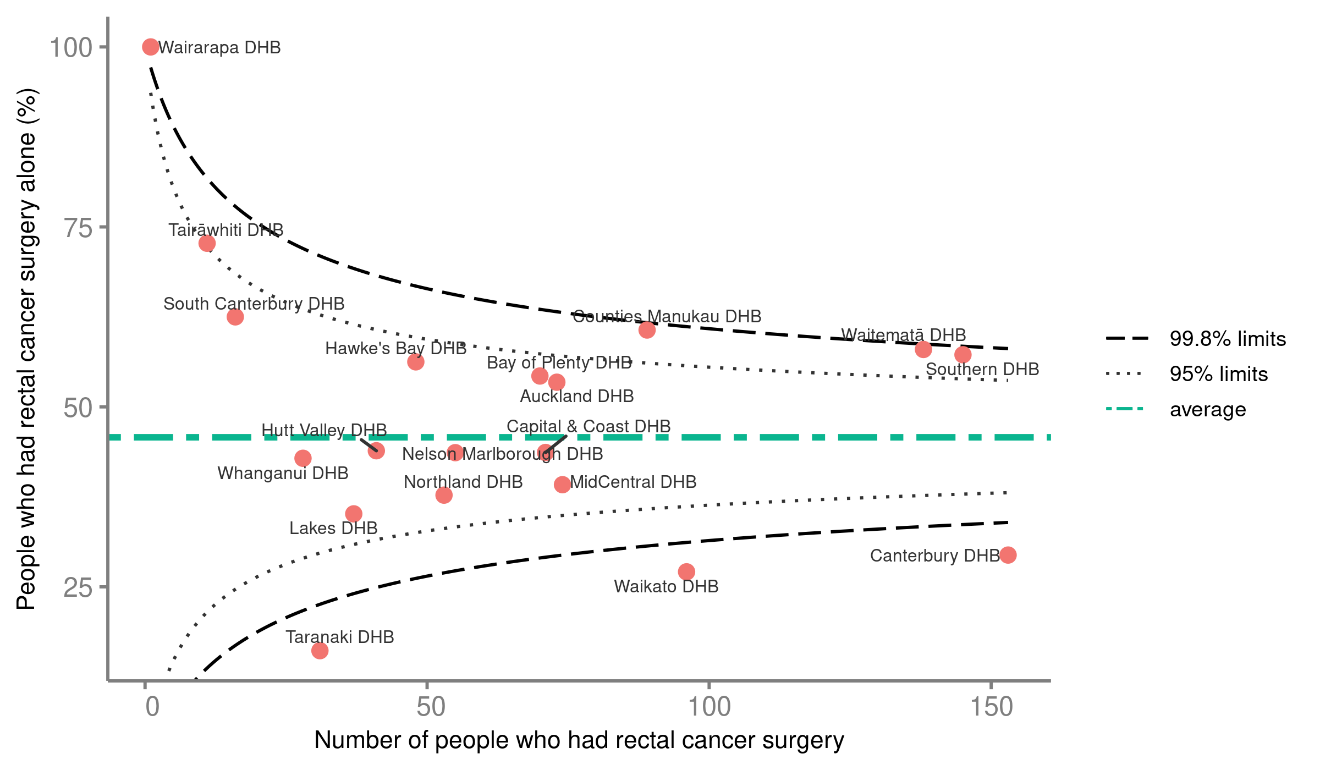 People who had rectal cancer surgery alone (%)
100
75
50
25
Wairarapa DHB
Tairāwhiti DHB
South Canterbury DHB
Counties Manukau DHB
Waitematā DHB
Hawke's Bay DHB
Bay of Plenty DHB
Southern DHB
Auckland DHB
Hutt Valley DHB
Capital & Coast DHB
Nelson Marlborough DHB
Whanganui DHB
Northland DHB
MidCentral DHB
Lakes DHB
Canterbury DHB
Waikato DHB
Taranaki DHB
0
50
100
150
Number of people who had rectal cancer surgery
99.8% limits
95% limits
average